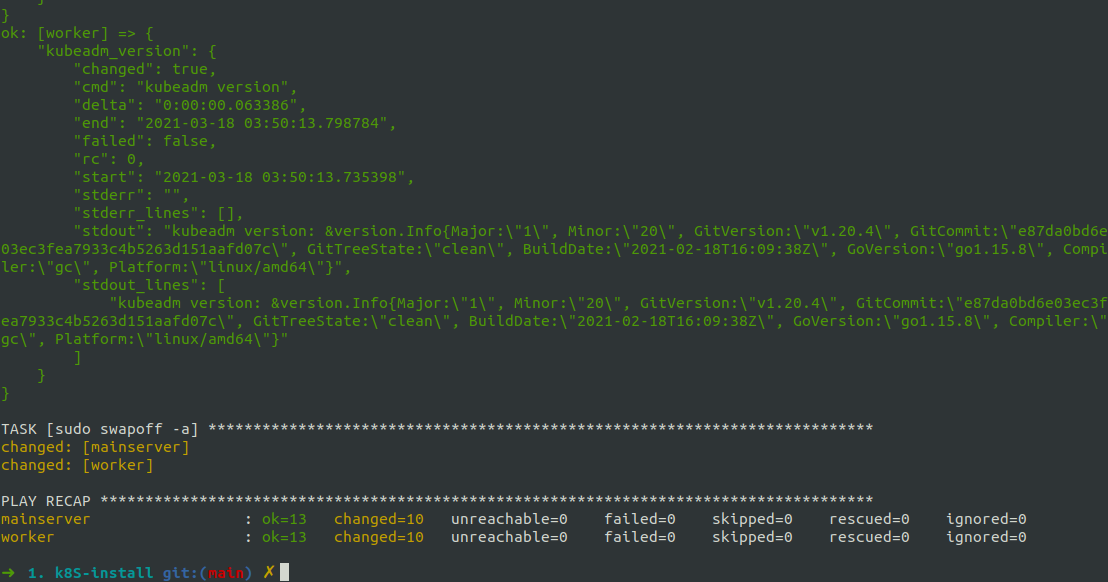 }
ok: [worker] => {
    "kubeadm_version": {
        "changed": true,
        "cmd": "kubeadm version",
        "delta": "0:00:00.063386",
        "end": "2021-03-18 03:50:13.798784",
        "failed": false,
        "rc": 0,
        "start": "2021-03-18 03:50:13.735398",
        "stderr": "",
        "stderr_lines": [],
        "stdout": "kubeadm version: &version.Info{Major:\"1\", Minor:\"20\", GitVersion:\"v1.20.4\", GitCommit:\"e87da0bd6e
03ec3fea7933c4b5263d151aafd07c\", GitTreeState:\"clean\", BuildDate:\"2021-02-18T16:09:38Z\", GoVersion:\"go1.15.8\", Compi
ler:\"gc\", Platform:\"linux/amd64\"}",
        "stdout_lines": [
            "kubeadm version: &version.Info{Major:\"1\", Minor:\"20\", GitVersion:\"v1.20.4\", GitCommit:\"e87da0bd6e03ec3f
ea7933c4b5263d151aafd07c\", GitTreeState:\"clean\", BuildDate:\"2021-02-18T16:09:38Z\", GoVersion:\"go1.15.8\", Compiler:\"
gc\", Platform:\"linux/amd64\"}"
        ]
    }
}
TASK [sudo swapoff -a] **************************************************************************
changed: [mainserver]
changed: [worker]
PLAY RECAP **************************************************************************************
mainserver                 : ok=13   changed=10   unreachable=0    failed=0    skipped=0    rescued=0    ignored=0
worker                     : ok=13   changed=10   unreachable=0    failed=0    skipped=0    rescued=0    ignored=0
➜  1. k8S-install git:(main) ✗